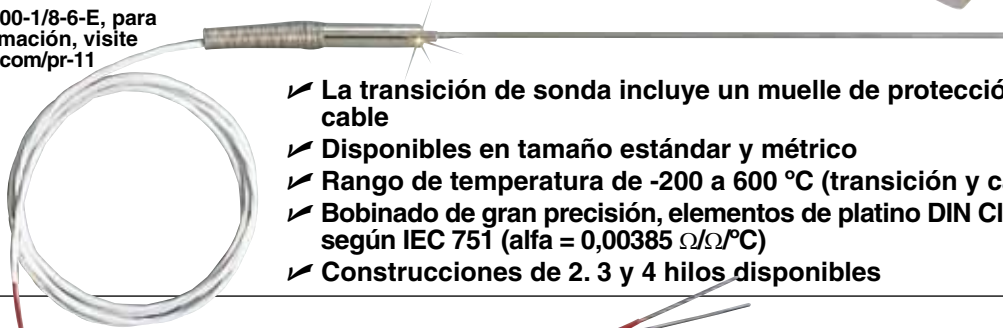 00-1/8-6-E, para
mación, visite
com/pr-11
La transición de sonda incluye un muelle de protecció
cable
Disponibles en tamaño estándar y métrico
Rango de temperatura de -200 a 600 ºC (transición y c
Bobinado de gran precisión, elementos de platino DIN Cl
según IEC 751 (alfa = 0,00385 Ω/Ω/ºC)
Construcciones de 2. 3 y 4 hilos disponibles